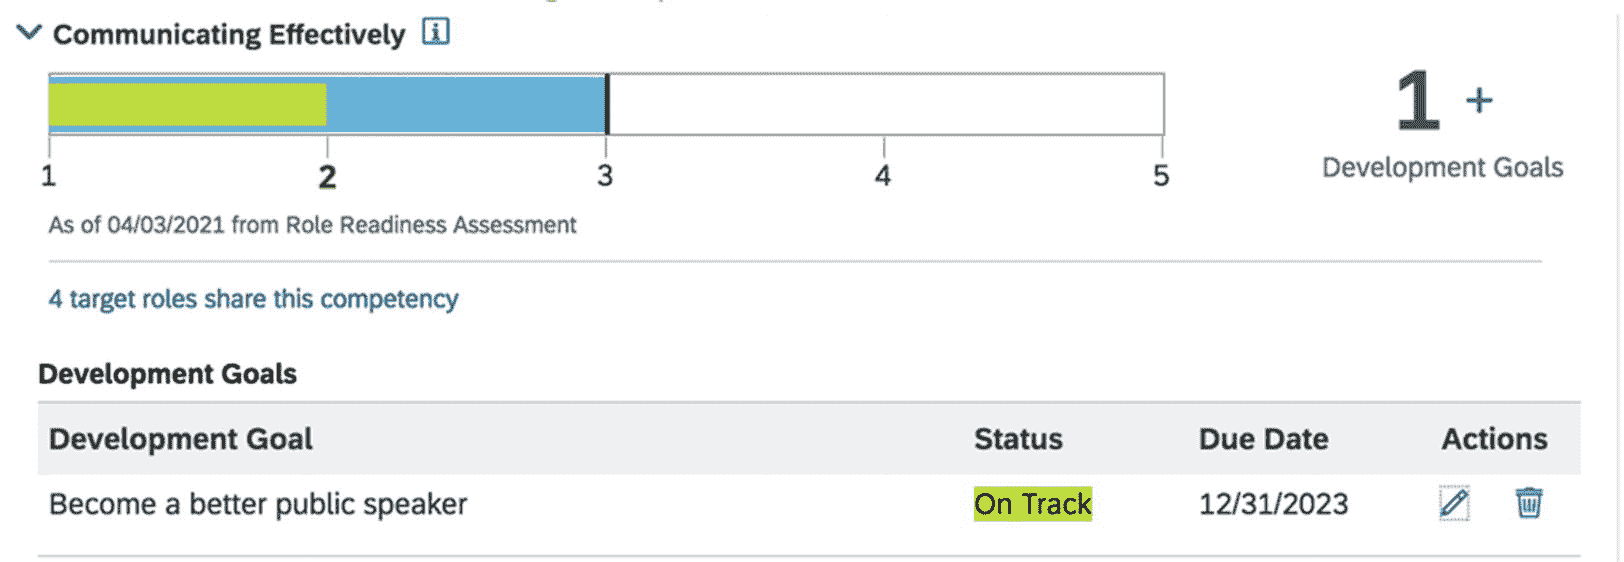 Communicating Effectively
1 +
1 2 3 4 5
Development Goals
As of 04/03/2021 from Role Readiness Assessment
4 target roles share this competency
Development Goals
Development Goal Status Due Date Actions
Become a better public speaker On Track 12/31/2023